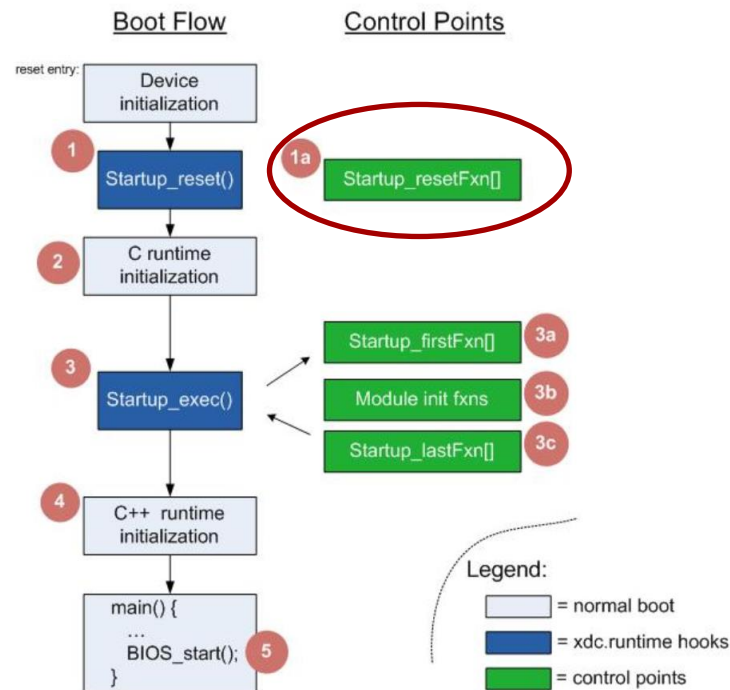 Boot Flow
Control Points
reset entry:
Device
initialization
1
Startup_reset()
1a
Startup_resetFxn[]
2
C runtime
initialization
3
Startup_exec()
Startup_firstFxn[]
3a
Module init fxns
3b
Startup_lastFxn[]
3c
4
C++ runtime
initialization
main() {
...
BIOS_start();
5
}
Legend:
= normal boot
= xdc.runtime hooks
= control points